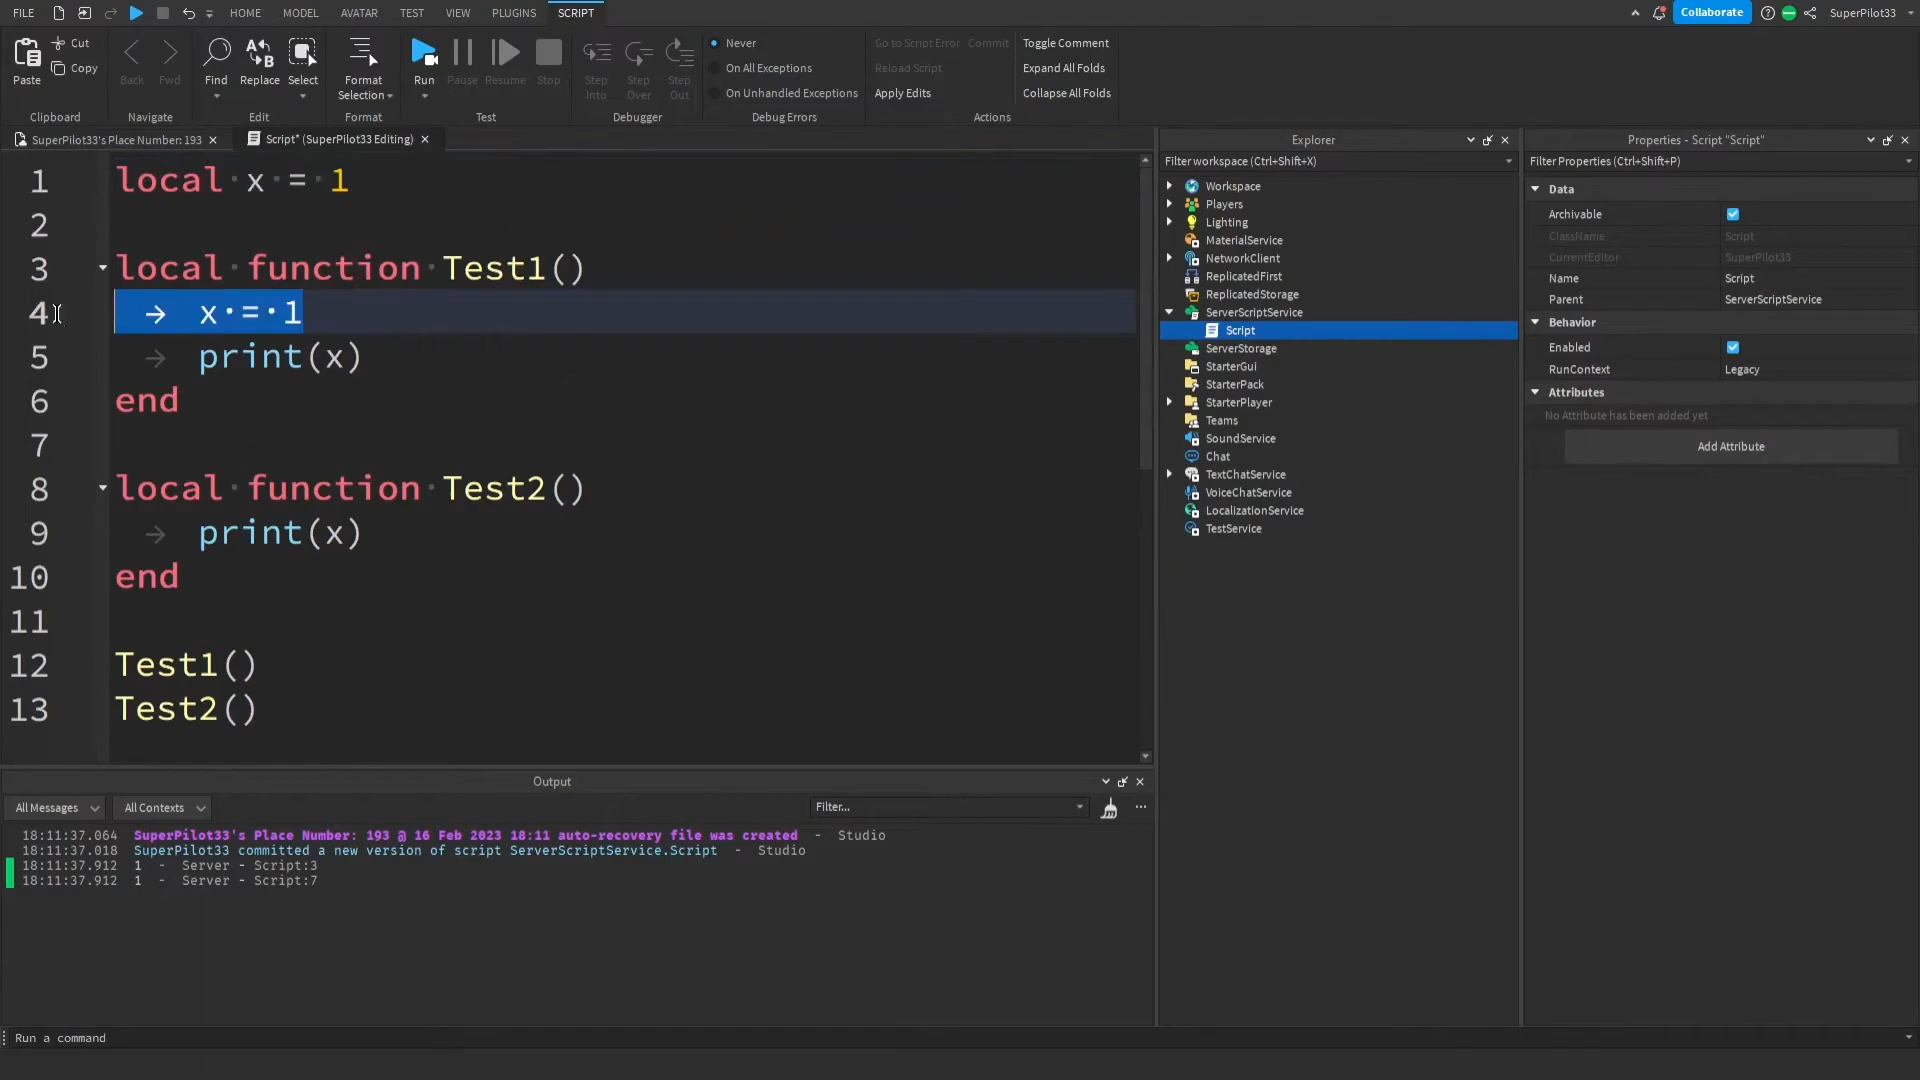 FILE HOME MODEL AVATAR TEST VIEW PLUGINS SCRIPT Collaborate SuperPilot33
Paste Cut Copy
Clipboard
Back Fwd
Navigate
Find Replace Select
Edit
Format Selection
Format
Run Pause Resume Stop
Test
Step Into Step Over Step Out
Debugger
Never
On All Exceptions
On Unhandled Exceptions
Debug Errors
Go to Script Error Commit Toggle Comment
Reload Script Expand All Folds
Apply Edits Collapse All Folds
Actions
SuperPilot33's Place Number: 193 Script* (SuperPilot33 Editing)
1 local x = 1
2
3 local function Test1()
4 x = 1
5 print(x)
6 end
7
8 local function Test2()
9 print(x)
10 end
11
12 Test1()
13 Test2()
Output
All Messages All Contexts Filter...
18:11:37.064 SuperPilot33's Place Number: 193 @ 16 Feb 2023 18:11 auto-recovery file was created - Studio
18:11:37.018 SuperPilot33 committed a new version of script ServerScriptService.Script - Studio
18:11:37.912 1 - Server - Script:3
18:11:37.912 1 - Server - Script:7
Run a command
Explorer
Filter workspace (Ctrl+Shift+X)
Workspace
Players
Lighting
MaterialService
NetworkClient
ReplicatedFirst
ReplicatedStorage
ServerScriptService
Script
ServerStorage
StarterGui
StarterPack
StarterPlayer
Teams
SoundService
Chat
TextChatService
VoiceChatService
LocalizationService
TestService
Properties - Script "Script"
Filter Properties (Ctrl+Shift+P)
Data
Archivable
ClassName Script
CurrentEditor SuperPilot33
Name Script
Parent ServerScriptService
Behavior
Enabled
RunContext Legacy
Attributes
No Attribute has been added yet
Add Attribute